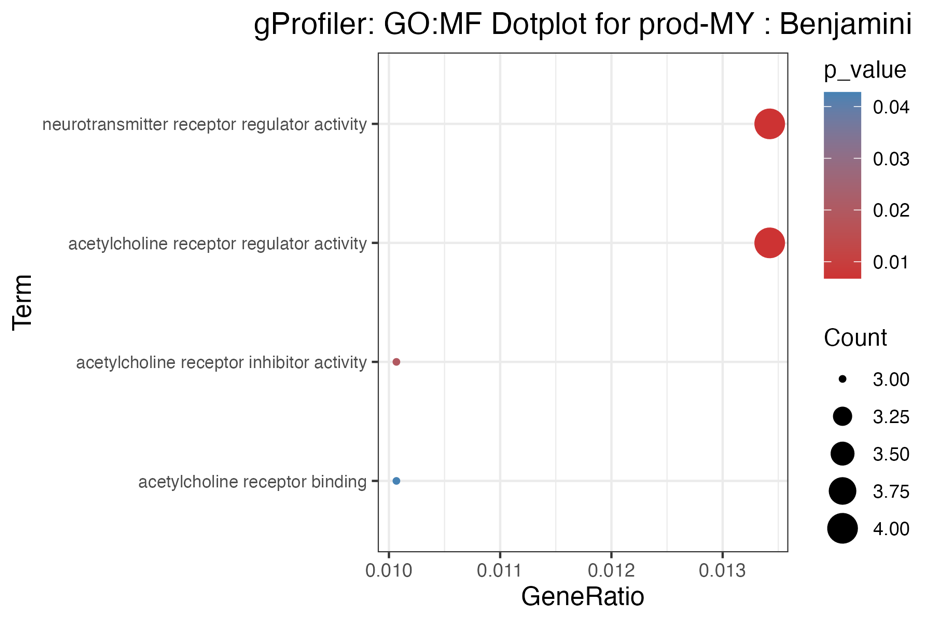 gProfiler: GO:MF Dotplot for prod-MY : Benjamini
neurotransmitter receptor regulator activity
acetylcholine receptor regulator activity
acetylcholine receptor inhibitor activity
acetylcholine receptor binding
Term
0.010
0.011
0.012
0.013
GeneRatio
p_value
0.04
0.03
0.02
0.01
Count
3.00
3.25
3.50
3.75
4.00